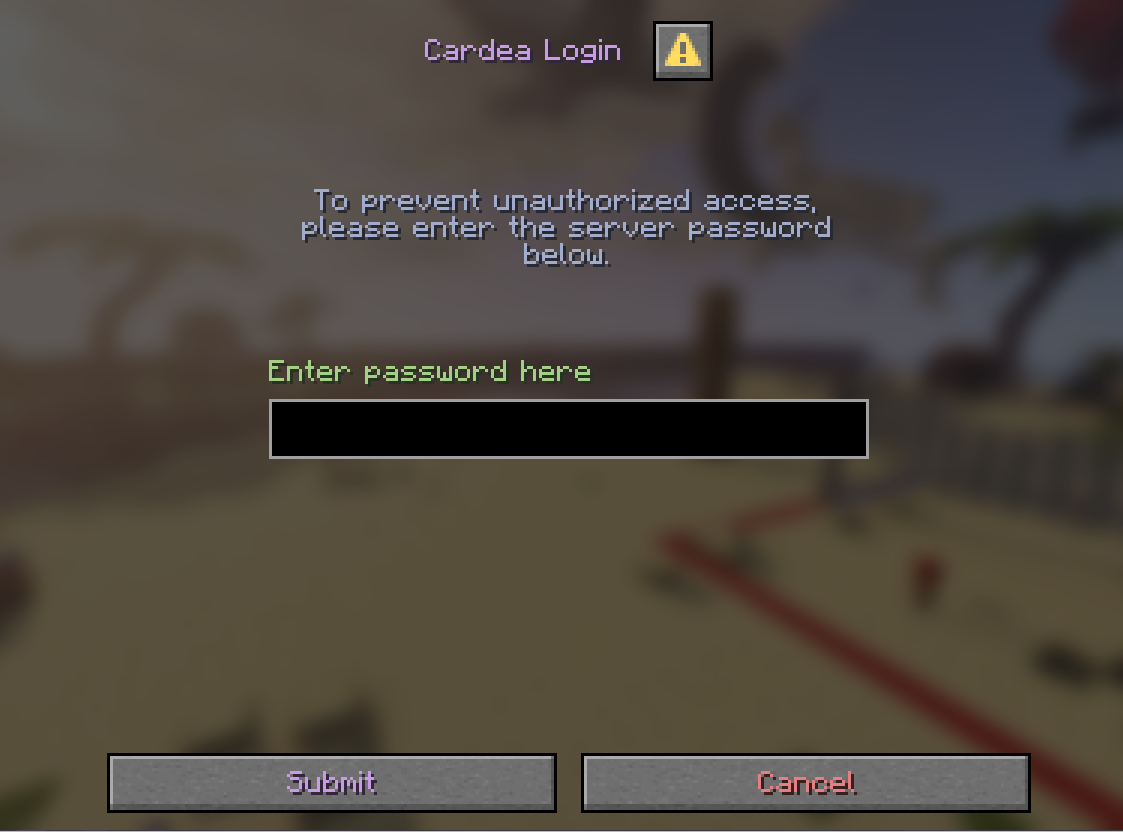 Cardea Login
To prevent unauthorized access,
please enter the server password
below.
Enter password here
Submit
Cancel